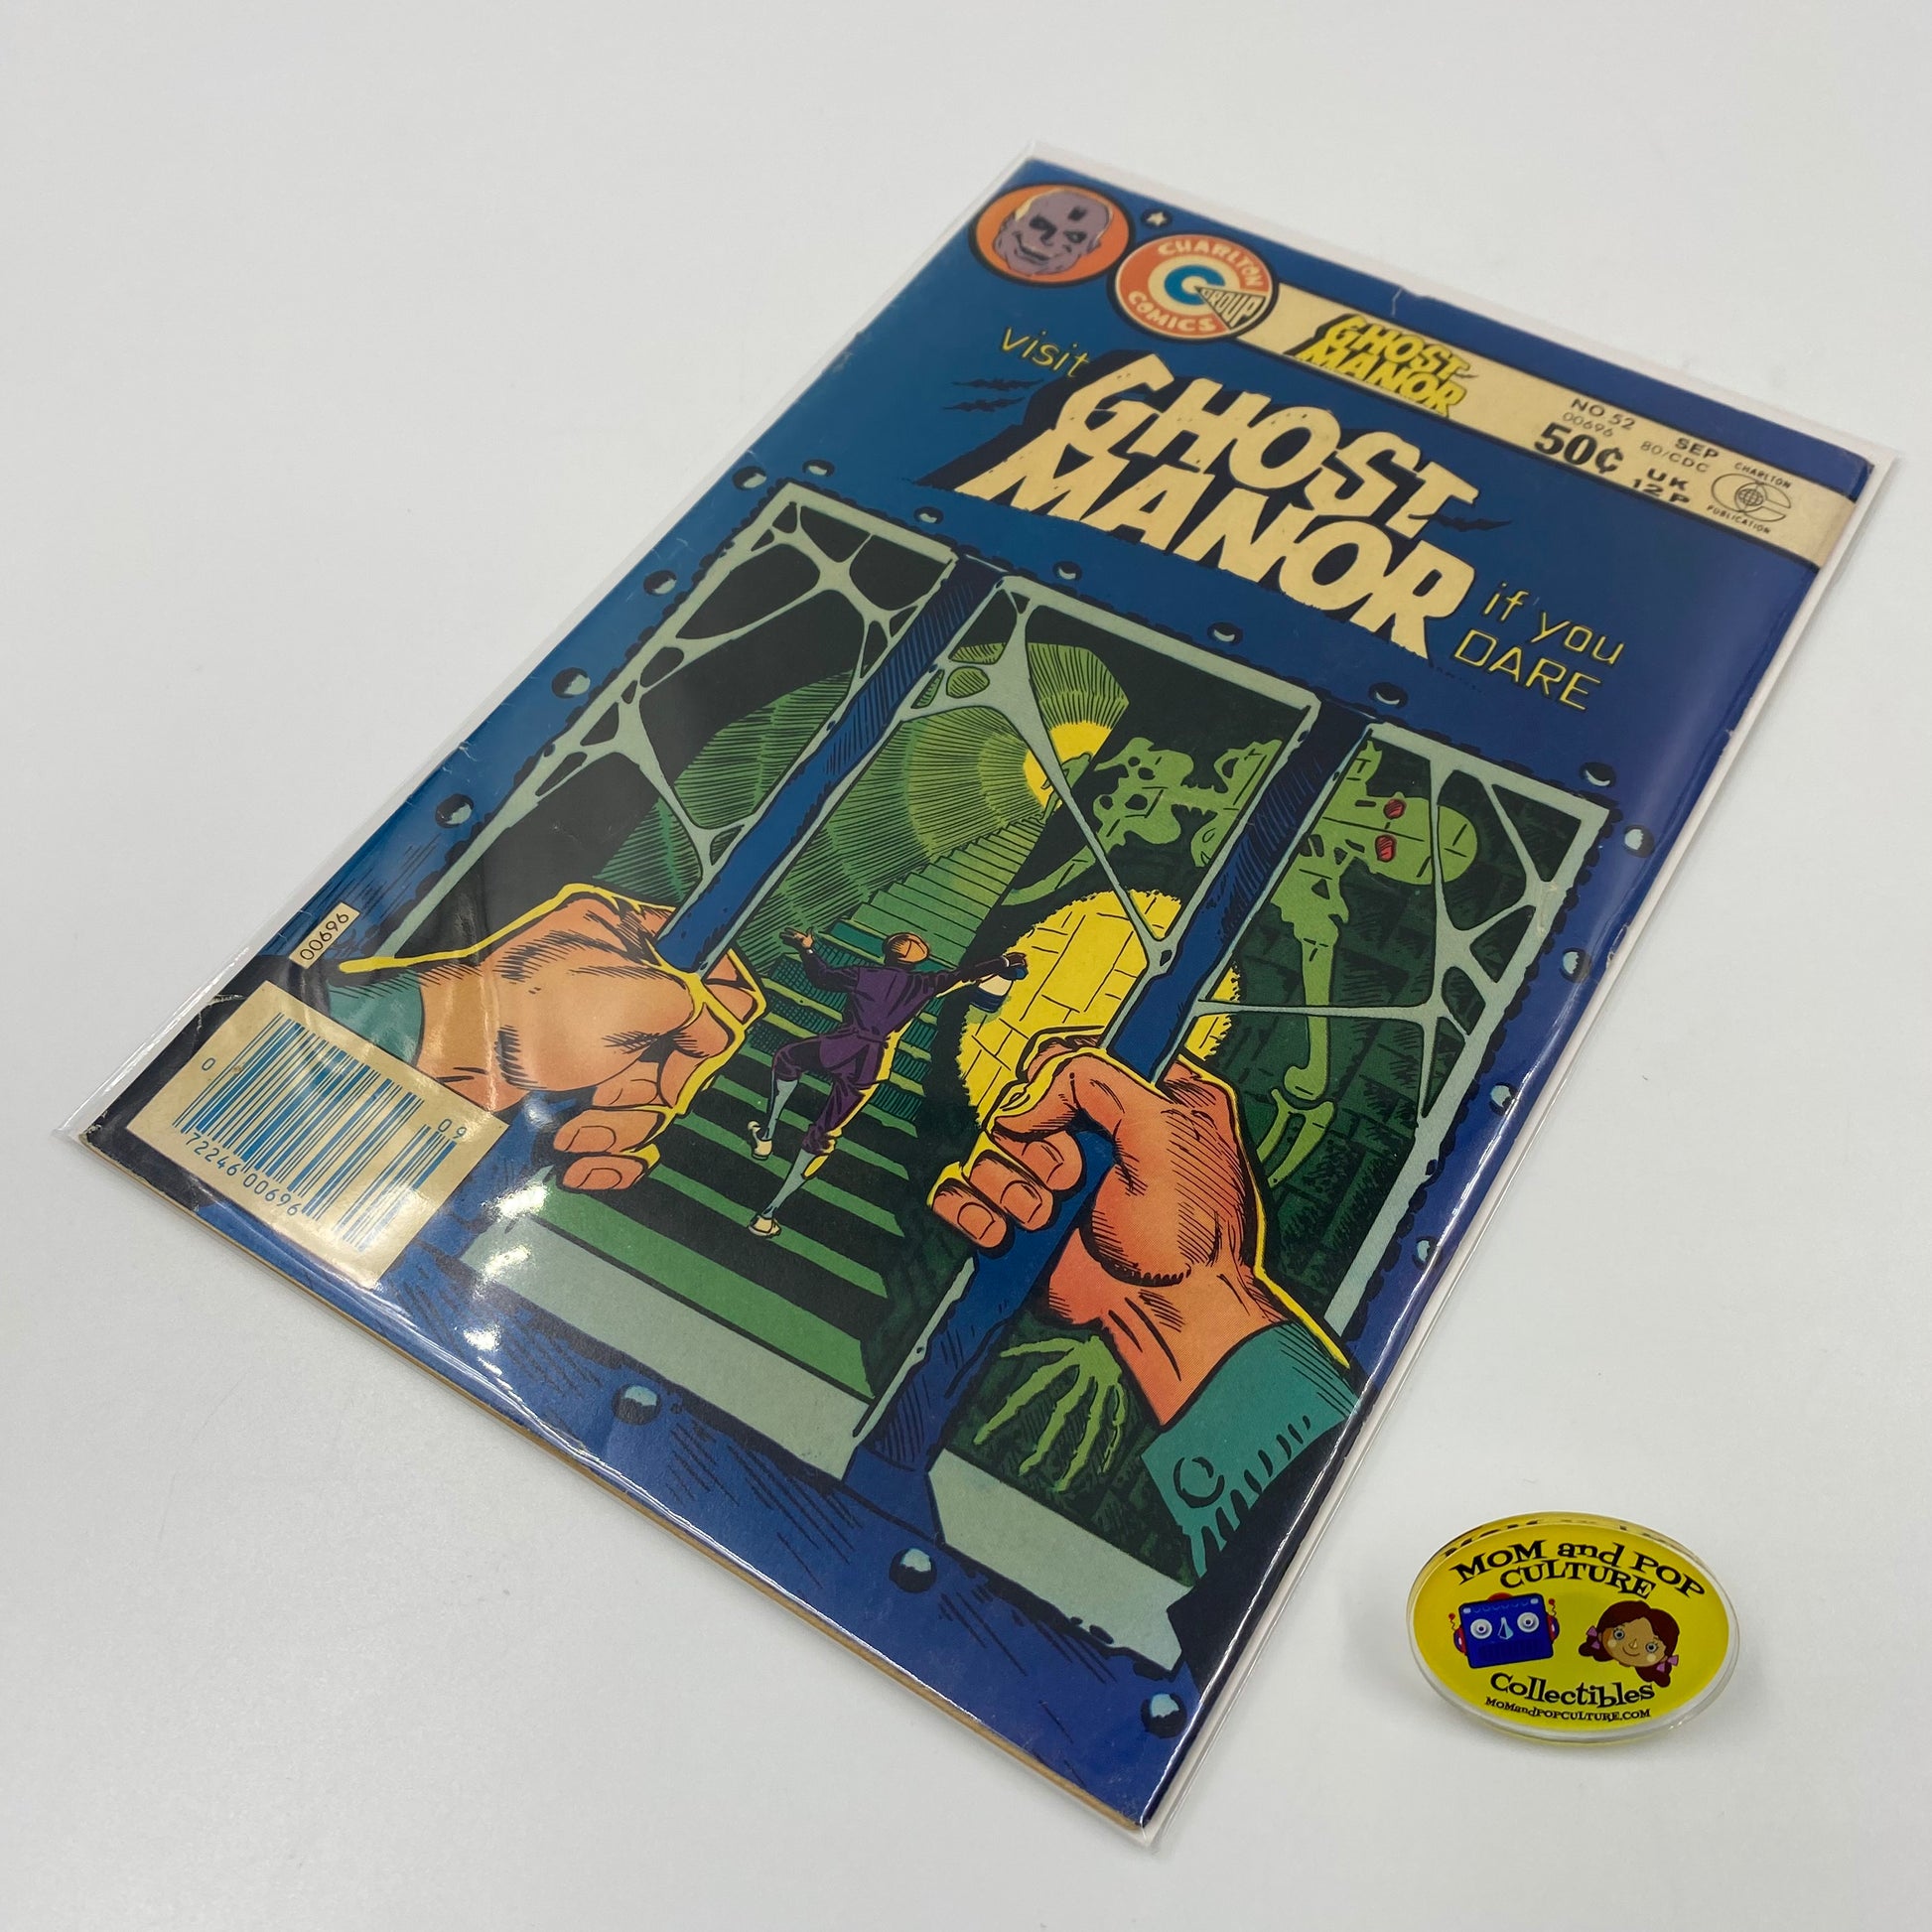 CHARLTON
COMICS
GROUP
GHOST
MANOR
NO.52
00696
SEP
80/CDC
50¢
UK
12P
CHARLTON
PUBLICATION
visit
GHOST
MANOR
if you
DARE
00696
0
09
72246 00696
MOM and POP
CULTURE
Collectibles
MOMandPOPCULTURE.COM